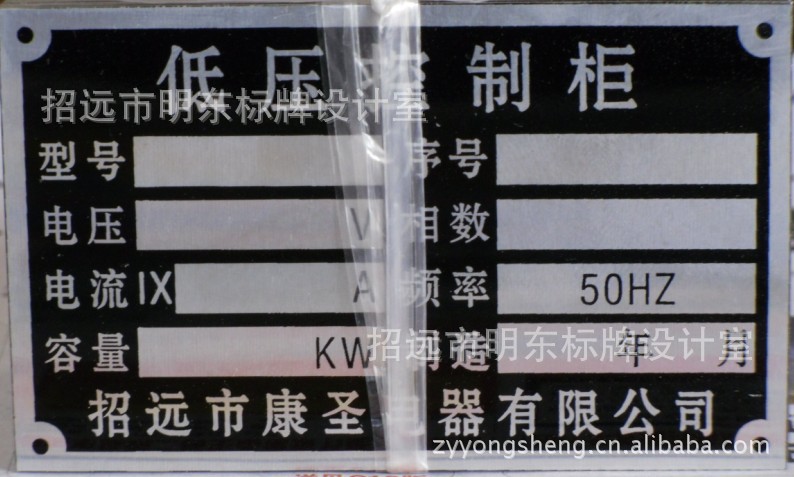 低压控制柜
招远市明东标牌设计室
型号 序号
电压 V 相数
电流IX A 频率 50HZ
容量 KW 制造 年 月
招远市明东标牌设计室
招远市康圣电器有限公司
zyyongsheng.cn.alibaba.com